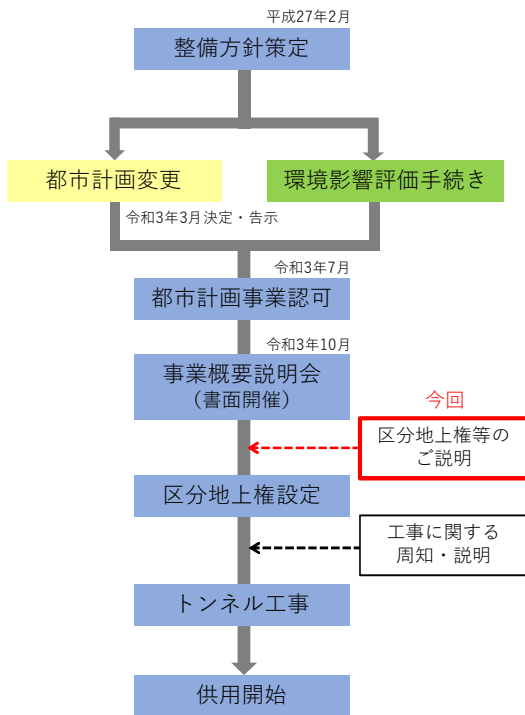 平成27年2月
整備方針策定
都市計画変更
環境影響評価手続き
令和3年3月決定・告示
令和3年7月
都市計画事業認可
令和3年10月
事業概要説明会
（書面開催）
今回
区分地上権等の
ご説明
区分地上権設定
工事に関する
周知・説明
トンネル工事
供用開始